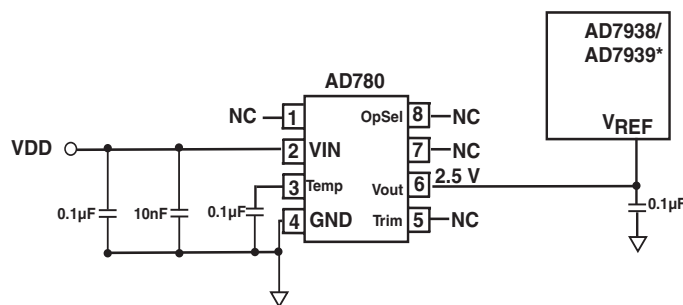 AD7938/
AD7939*
AD780
NC
1
OpSel
8
NC
VDD
2
VIN
7
NC
VREF
3
Temp
Vout
6
2.5 V
0.1µF
10nF
0.1µF
4
GND
Trim
5
NC
0.1µF